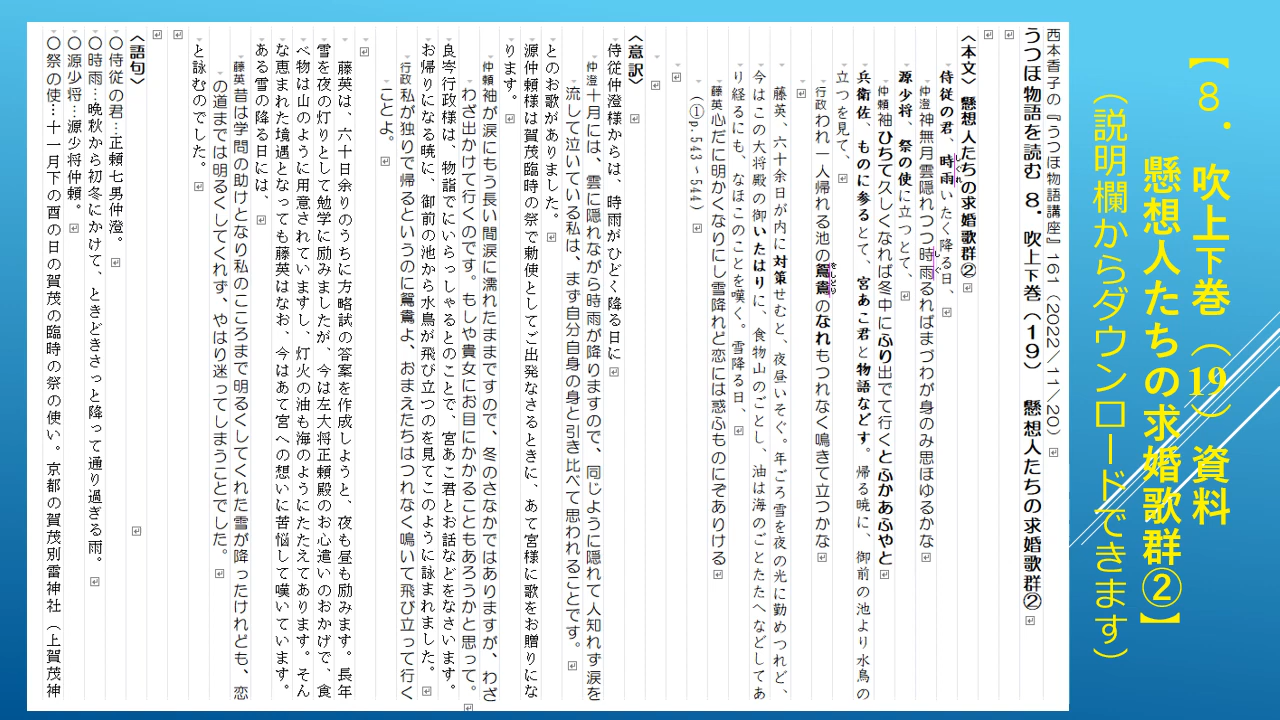 【８．吹上下巻（19）資料
懸想人たちの求婚歌群②】
（説明欄からダウンロードできます）
西本香子の『うつほ物語講座』161（2022／11／20）
うつほ物語を読む　８．吹上下巻（１９）　懸想人たちの求婚歌群②
〈本文〉　懸想人たちの求婚歌群②
侍従の君、時雨いたく降る日、
しぐれ
仲澄　神無月雲隠れつつ時雨るればまづわが身のみ思ほゆるかな
しぐ
源少将、祭の使に立つとて、
仲頼　袖ひちて久しくなれば冬中にふり出でて行くとふかあふやと
兵衛佐、ものに参るとて、宮あこ君と物語などす。帰る暁に、御前の池より水鳥の
立つを見て、
行政　われ一人帰れる池の鴛鴦のなれもつれなく鳴きて立つかな
をしどり
藤英、六十余日が内に対策せむと、夜昼いそぐ。年ごろ雪を夜の光に勤めつれど、
今はこの大将殿の御いたはりに、食物山のごとし、油は海のごとたたへなどしてあ
り経るにも、なほこのことを嘆く。雪降る日、
藤英　心だに明かくなりにし雪降れど恋には惑ふものにぞありける
（①p.543～544）
〈意訳〉
侍従仲澄様からは、時雨がひどく降る日に
仲澄　十月には、雲に隠れながら時雨が降りますので、同じように隠れて人知れず涙を
流して泣いている私は、まず自分自身の身と引き比べて思われることです。
とのお歌がありました。
源仲頼様は賀茂臨時の祭で勅使としてご出発なさるときに、あて宮様に歌をお贈りにな
ります。
仲頼　袖が涙にもう長い間涙に濡れたままですので、冬のさなかではありますが、わざ
わざ出かけて行くのです。もしや貴女にお目にかかることもあろうかと思って。
良岑行政様は、物詣でにいらっしゃるとのことで、宮あこ君とお話などをなさいます。
お帰りになる暁に、御前の池から水鳥が飛び立つのを見てこのように詠まれました。
行政　私が独りで帰るというのに鴛鴦よ、おまえたちはつれなく鳴いて飛び立って行く
ことよ。
藤英は、六十日余りのうちに方略試の答案を作成しようと、夜も昼も励みます。長年
雪を夜の灯りとして勉学に励みましたが、今は左大将正頼殿のお心遣いのおかげで、食
べ物は山のように用意されていますし、灯火の油も海のようにたたえてあります。そん
な恵まれた境遇となっても藤英はなお、今はあて宮への想いに苦悩して嘆いています。
ある雪の降る日には、
藤英　昔は学問の助けとなり私のこころまで明るくしてくれた雪が降ったけれども、恋
の道までは明るくしてくれず、やはり迷ってしまうことでした。
と詠むのでした。
〈語句〉
〇侍従の君…正頼七男仲澄。
〇時雨…晩秋から初冬にかけて、ときどきさっと降って通り過ぎる雨。
〇源少将…源少将仲頼。
〇祭の使…十一月下の酉の日の賀茂の臨時の祭の使い。京都の賀茂別雷神社（上賀茂神